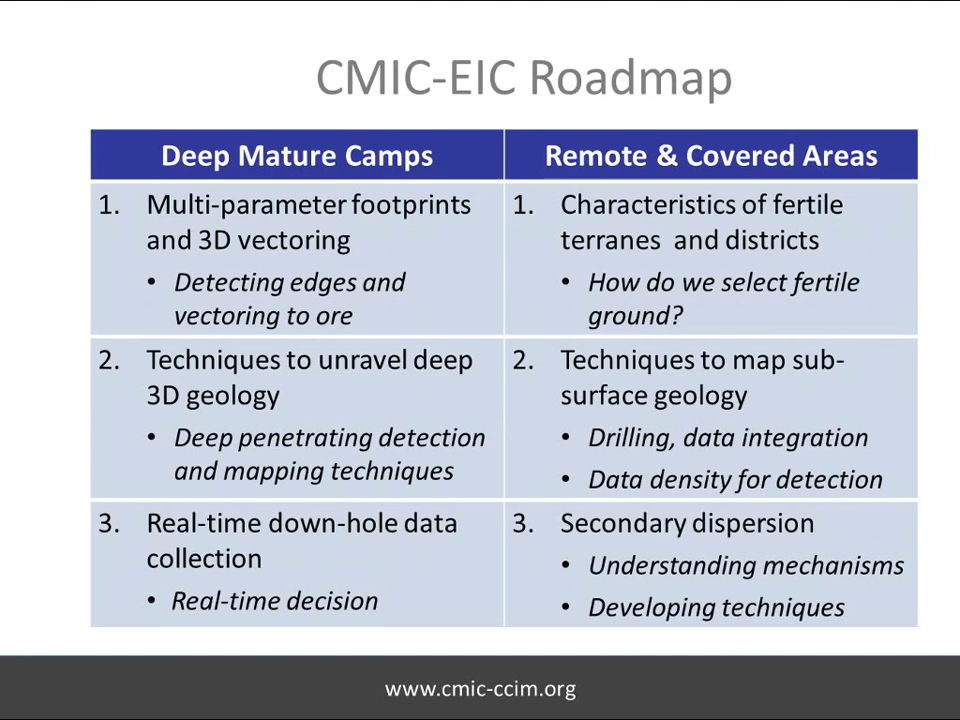 CMIC-EIC Roadmap
Deep Mature Camps
Remote & Covered Areas
1. Multi-parameter footprints
and 3D vectoring
• Detecting edges and
vectoring to ore
1. Characteristics of fertile
terranes and districts
• How do we select fertile
ground?
2. Techniques to unravel deep
3D geology
• Deep penetrating detection
and mapping techniques
2. Techniques to map sub-
surface geology
• Drilling, data integration
• Data density for detection
3. Real-time down-hole data
collection
• Real-time decision
3. Secondary dispersion
• Understanding mechanisms
• Developing techniques
www.cmic-ccim.org